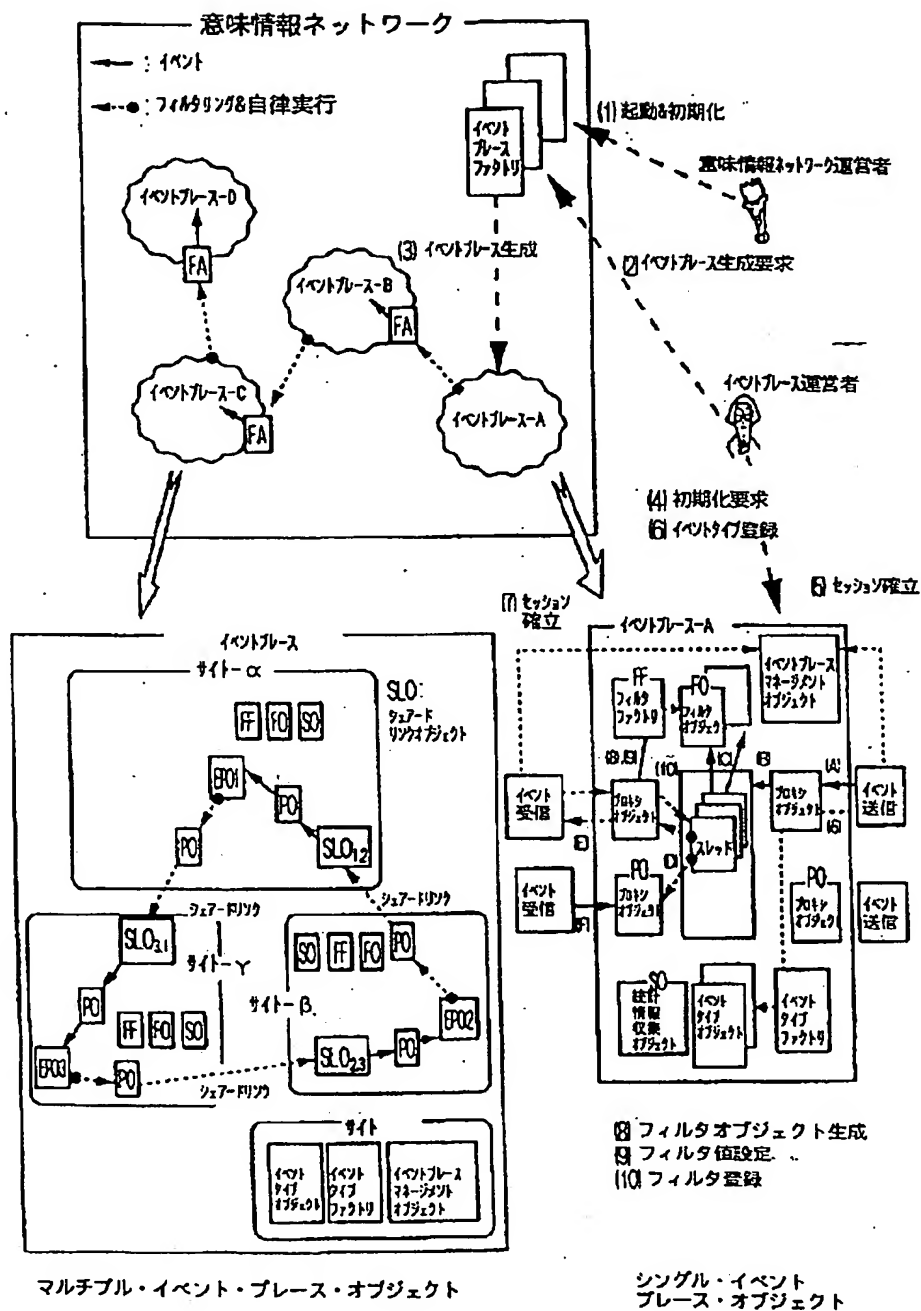 意味情報ネットワーク
: イベント
: フィルタリング&自律実行
イベント
プレース
ファクトリ
(1) 起動&初期化
意味情報ネットワーク運営者
イベントプレース-D
FA
(3) イベントプレース生成
(2) イベントプレース生成要求
イベントプレース-B
FA
イベントプレース運営者
イベントプレース-C
FA
イベントプレース-A
(4) 初期化要求
(6) イベントタイプ登録
(5) セッション確立
(7) セッション
確立
イベントプレース
サイト-α
SLO:
シェアード
リンクオブジェクト
FF FO SO
EPO1
PO
PO
SLO1,2
シェアードリンク
シェアードリンク
SLO3,1
サイト-γ
PO
FF FO SO
EPO3
PO
シェアードリンク
SO FF FO PO
サイト-β
EPO2
SLO2,3
PO
サイト
イベント
タイプ
オブジェクト
イベント
タイプ
ファクトリ
イベントプレース
マネージメント
オブジェクト
マルチプル・イベント・プレース・オブジェクト
イベントプレース-A
FF
フィルタ
ファクトリ
FO
フィルタ
オブジェクト
イベントプレース
マネージメント
オブジェクト
(8),(9)
(10)
(C)
(B)
(A)
イベント
受信
プロキシ
オブジェクト
スレッド
プロキシ
オブジェクト
イベント
送信
(6)
(E)
(D)
イベント
受信
PO
プロキシ
オブジェクト
PO
プロキシ
オブジェクト
イベント
送信
SO
統計
情報
収集
オブジェクト
イベント
タイプ
オブジェクト
イベント
タイプ
ファクトリ
(8) フィルタオブジェクト生成
(9) フィルタ値設定
(10) フィルタ登録
シングル・イベント
プレース・オブジェクト